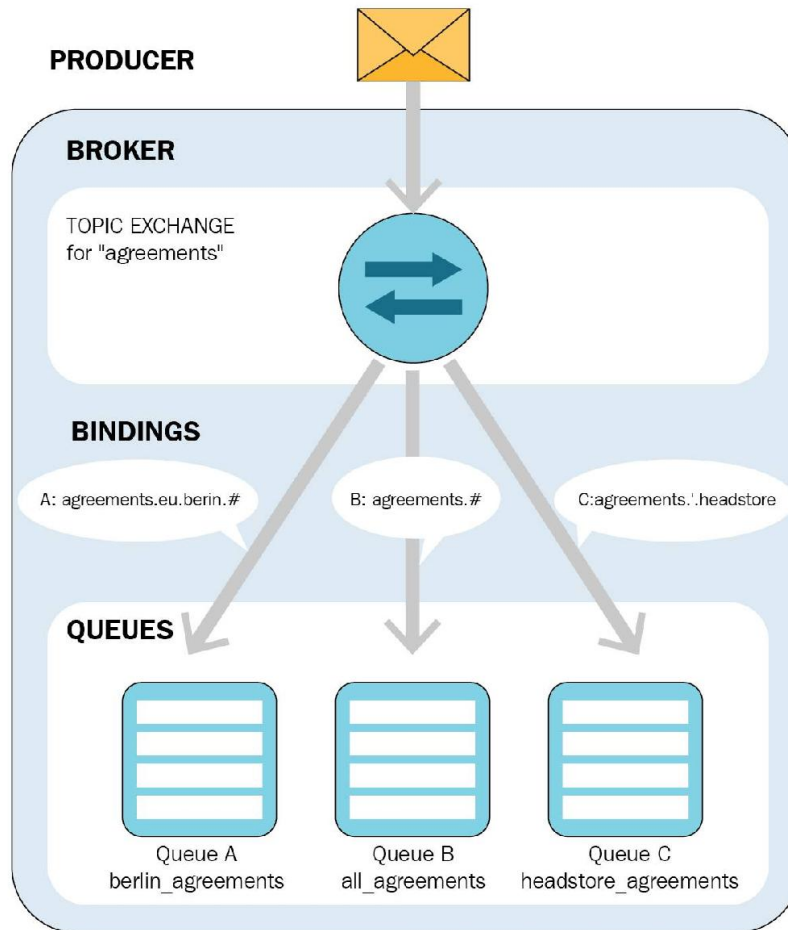 PRODUCER
BROKER
TOPIC EXCHANGE
for "agreements"
BINDINGS
A: agreements.eu.berin.#
B: agreements.#
C:agreements.'.headstore
QUEUES
Queue A
berlin_agreements
Queue B
all_agreements
Queue C
headstore_agreements